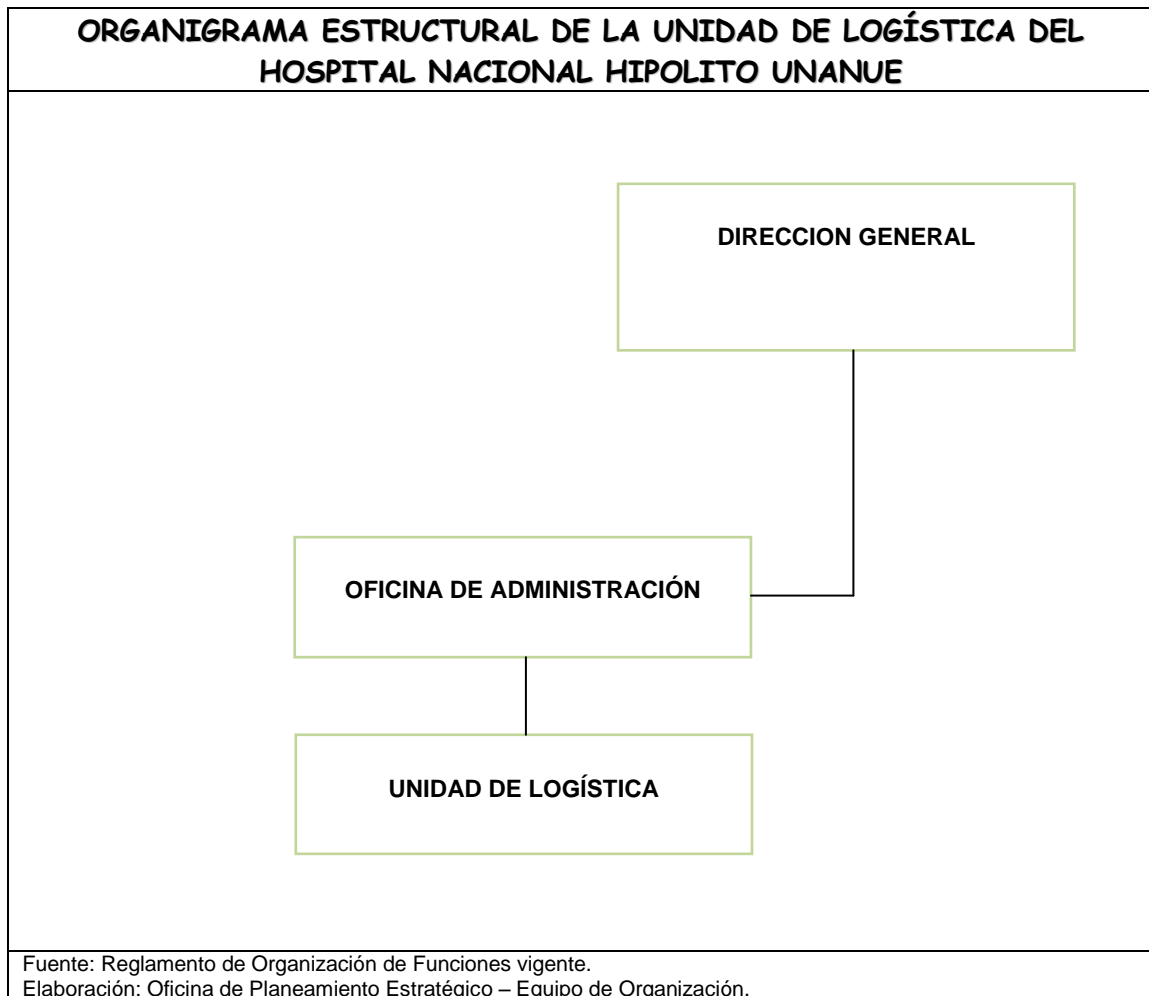 ORGANIGRAMA ESTRUCTURAL DE LA UNIDAD DE LOGÍSTICA DEL
HOSPITAL NACIONAL HIPOLITO UNANUE
DIRECCION GENERAL
OFICINA DE ADMINISTRACIÓN
UNIDAD DE LOGÍSTICA
Fuente: Reglamento de Organización de Funciones vigente.
Elaboración: Oficina de Planeamiento Estratégico – Equipo de Organización.